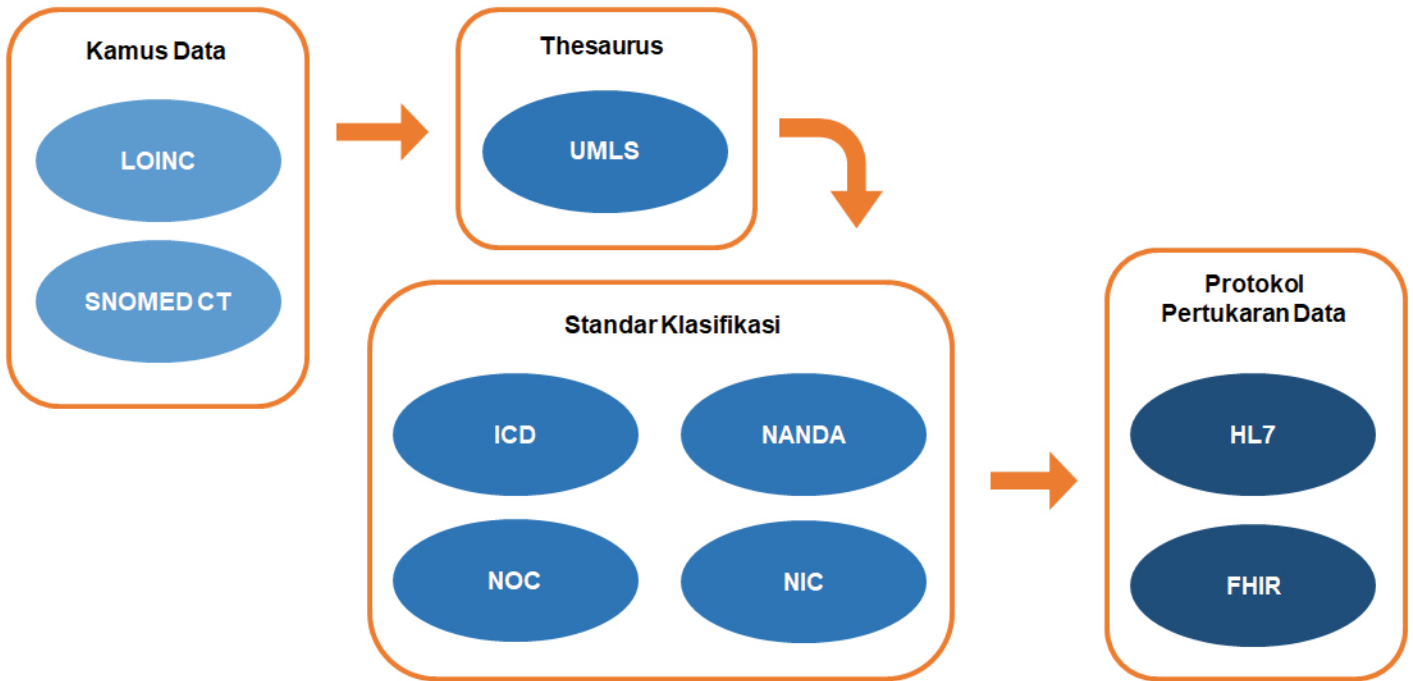 Kamus Data
LOINC
SNOMED CT
Thesaurus
UMLS
Standar Klasifikasi
ICD
NANDA
NOC
NIC
Protokol
Pertukaran Data
HL7
FHIR